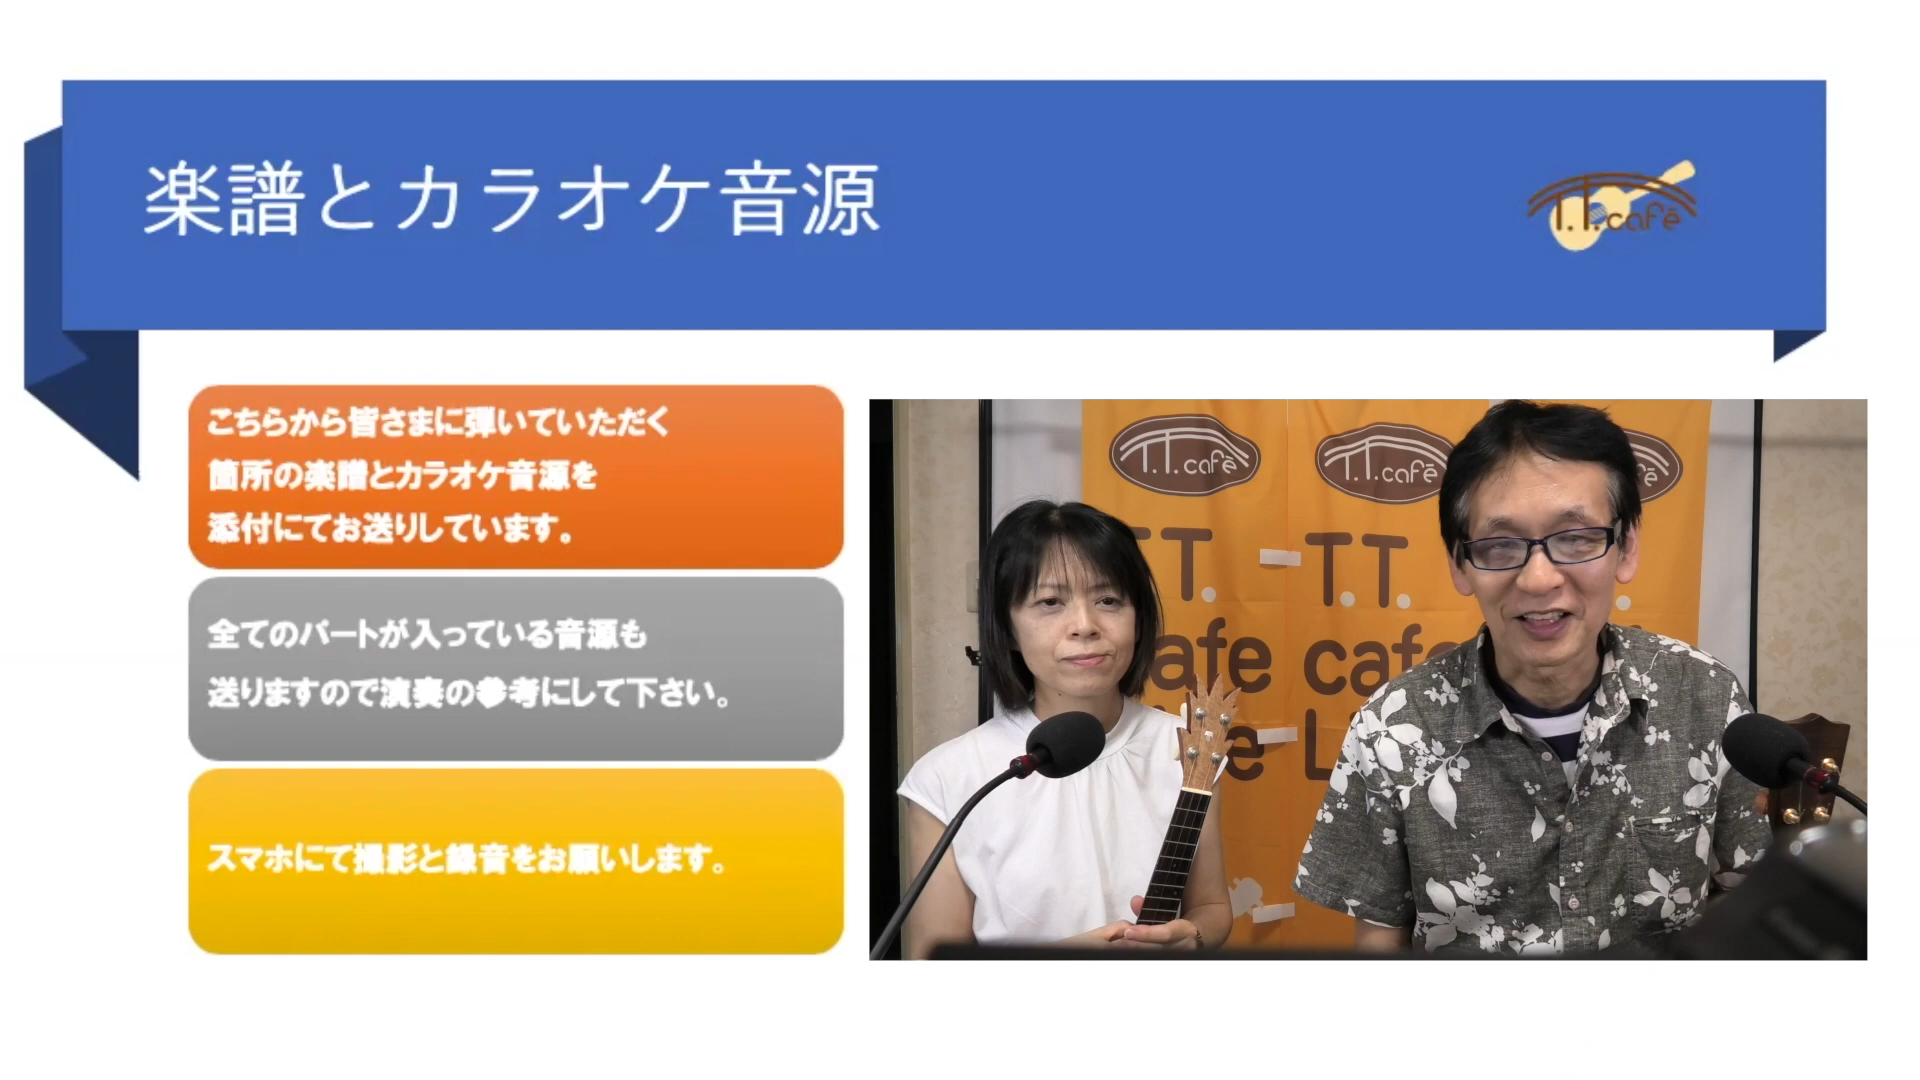 楽譜とカラオケ音源
T.T.café
こちらから皆さまに弾いていただく
箇所の楽譜とカラオケ音源を
添付にてお送りしています。
全てのパートが入っている音源も
送りますので演奏の参考にして下さい。
スマホにて撮影と録音をお願いします。
T.T.cafē
T.T.cafē
T.T.
T.T.
cafe